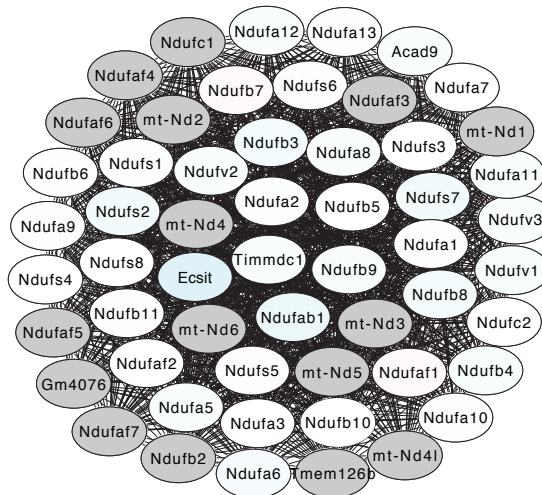 Ndufc1
Ndufa12
Ndufa13
Acad9
Ndufaf4
Ndufb7
Ndufs6
Ndufaf3
Ndufa7
Ndufaf6
mt-Nd2
mt-Nd1
Ndufb3
Ndufa8
Ndufs3
Ndufb6
Ndufs1
Ndufv2
Ndufa11
Ndufa2
Ndufb5
Ndufs7
Ndufs2
Ndufv3
Ndufa9
mt-Nd4
Ndufa1
Ndufs8
Timmdc1
Ndufb9
Ndufv1
Ndufs4
Ecsit
Ndufb8
Ndufb11
Ndufab1
mt-Nd3
Ndufc2
Ndufaf5
mt-Nd6
Ndufaf2
Ndufs5
mt-Nd5
Ndufaf1
Ndufb4
Gm4076
Ndufa5
Ndufa3
Ndufb10
Ndufa10
Ndufaf7
Ndufb2
mt-Nd4l
Ndufa6
Tmem126b